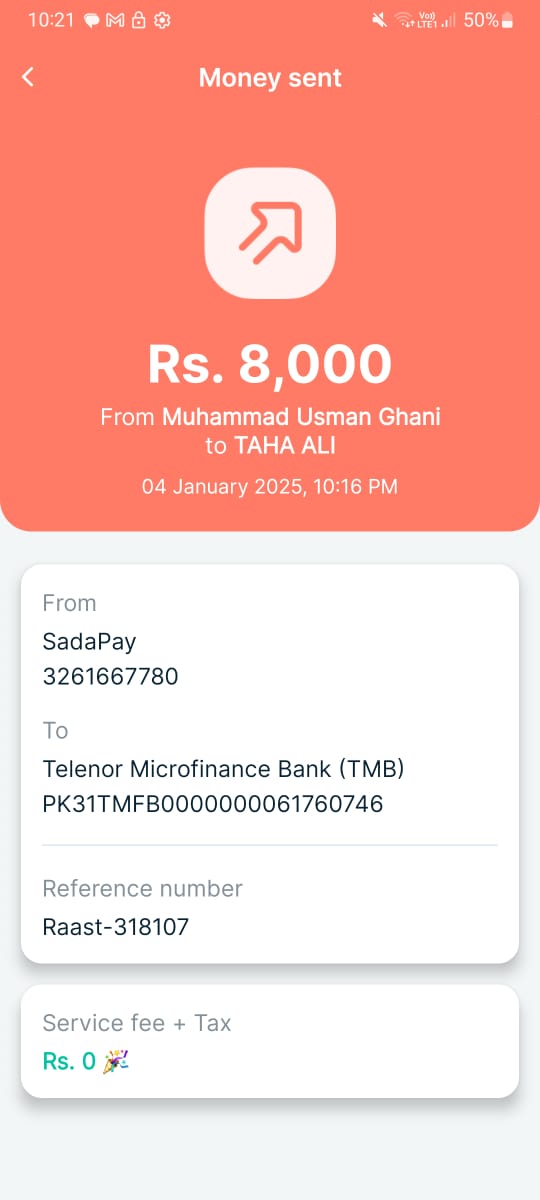 10:21
Vo))
LTE1
50%
Money sent
Rs. 8,000
From Muhammad Usman Ghani
to TAHA ALI
04 January 2025, 10:16 PM
From
SadaPay
3261667780
To
Telenor Microfinance Bank (TMB)
PK31TMFB0000000061760746
Reference number
Raast-318107
Service fee + Tax
Rs. 0 🎉